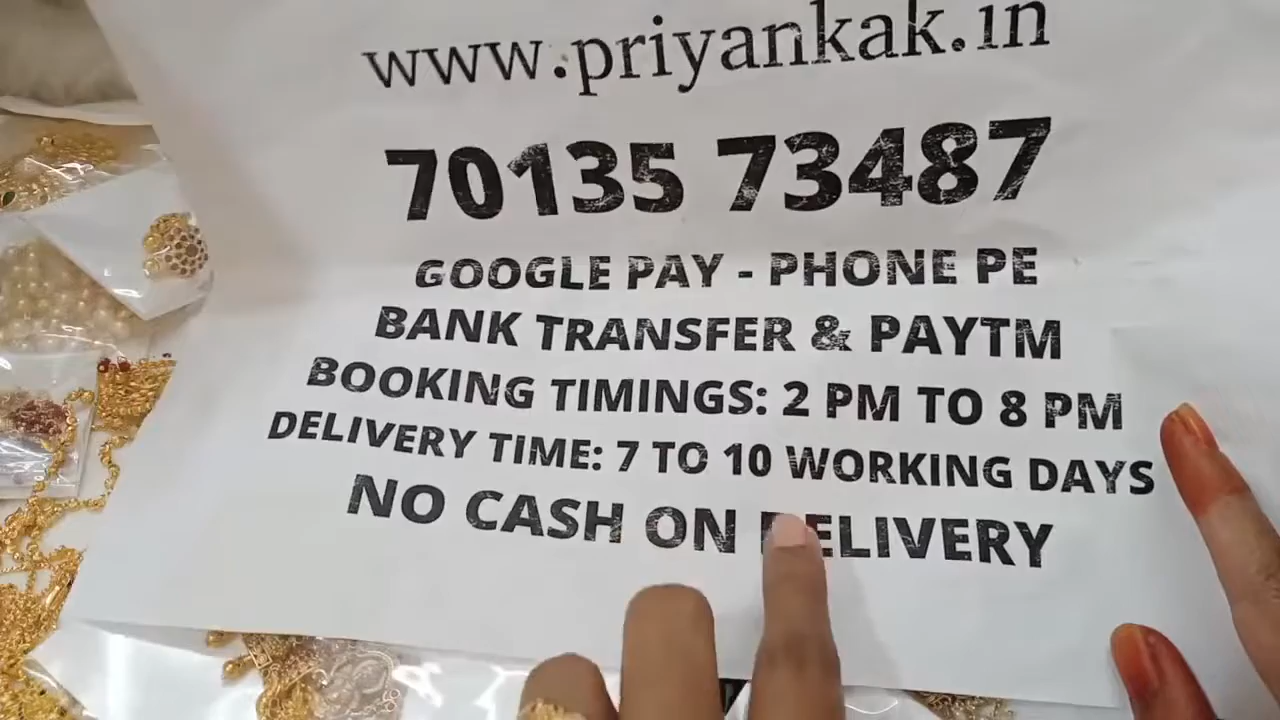 www.priyankak.in
70135 73487
GOOGLE PAY - PHONE PE
BANK TRANSFER & PAYTM
BOOKING TIMINGS: 2 PM TO 8 PM
DELIVERY TIME: 7 TO 10 WORKING DAYS
NO CASH ON DELIVERY